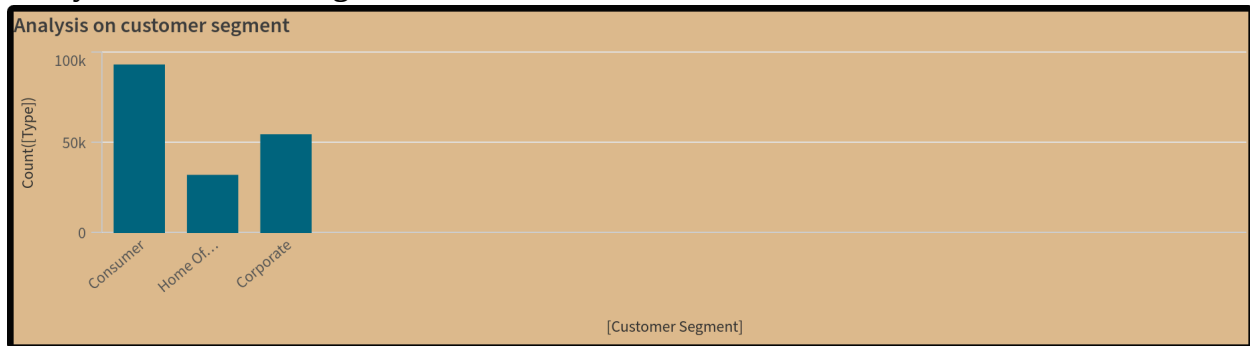 Analysis on customer segment
100k
50k
0
Count([Type])
Consumer
Home Of...
Corporate
[Customer Segment]